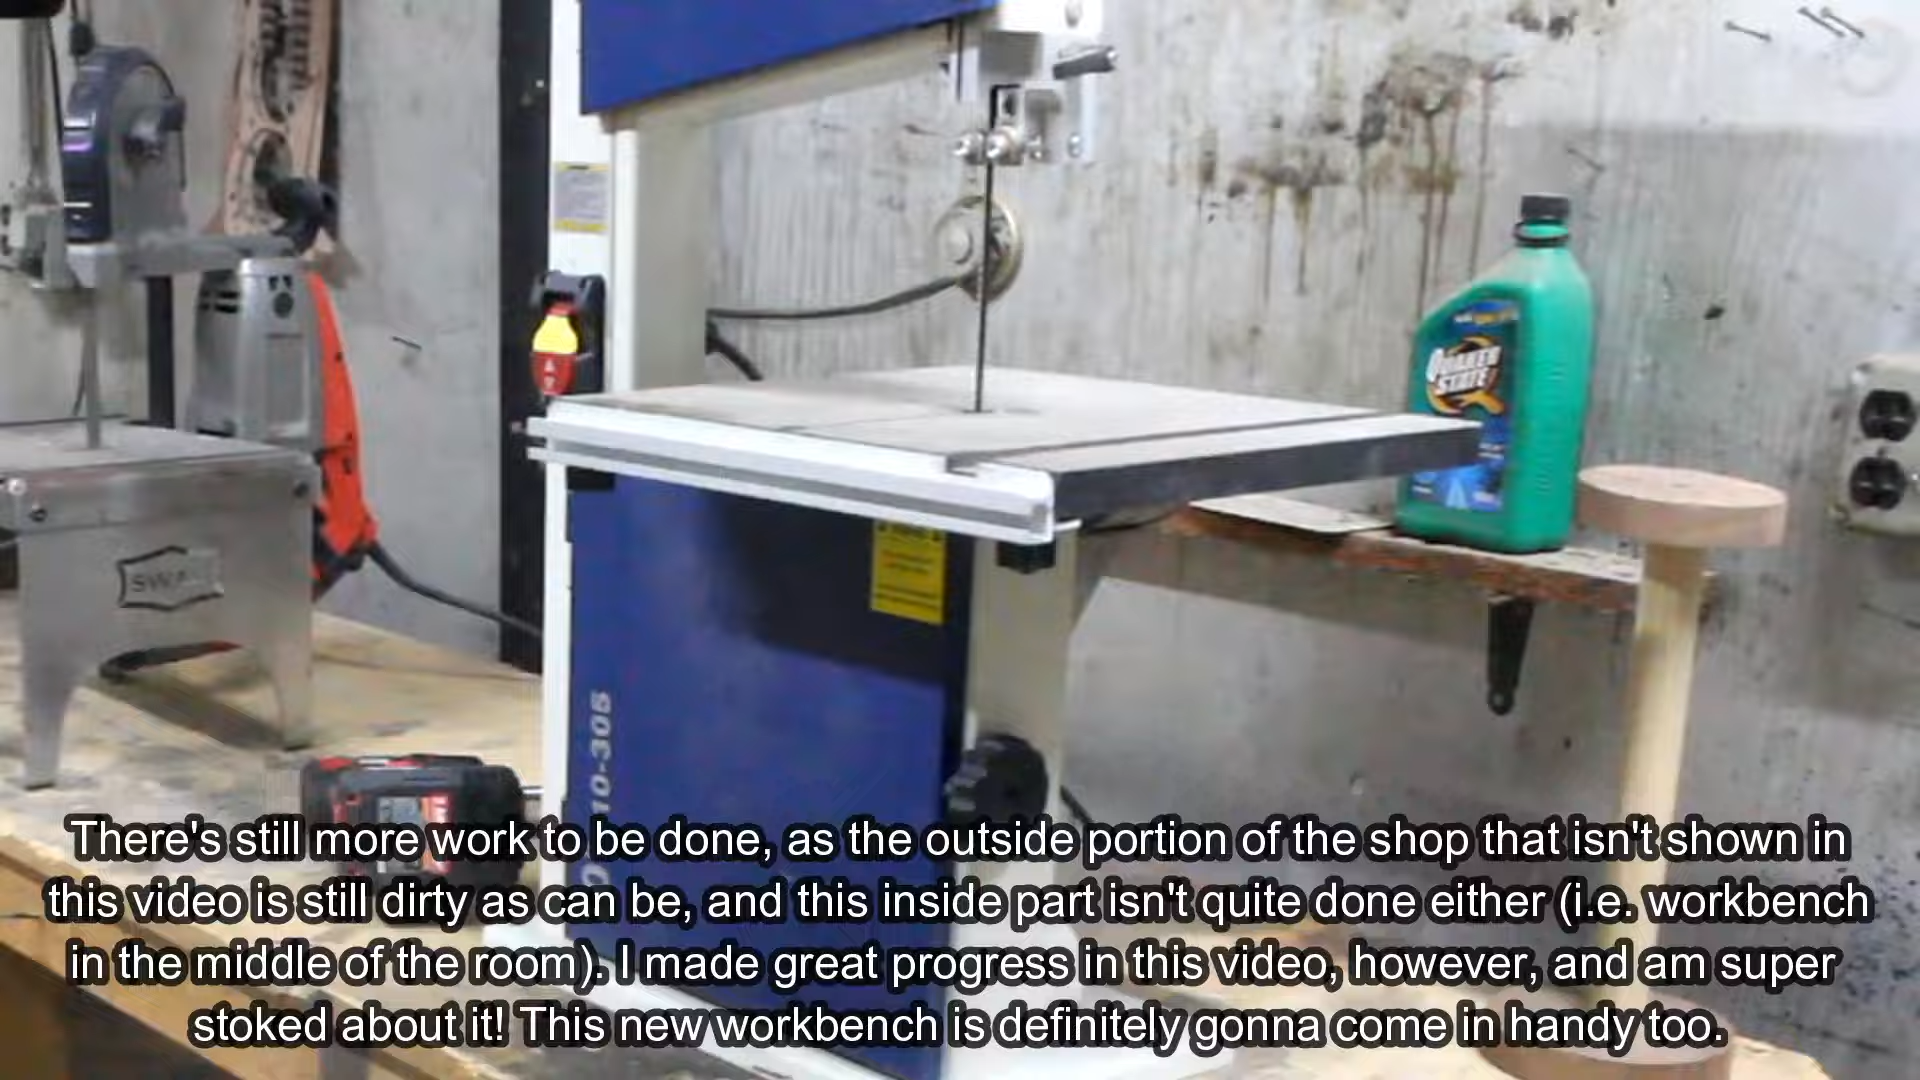 QUAKER
STATE
SWAG
10-305
There's still more work to be done, as the outside portion of the shop that isn't shown in
this video is still dirty as can be, and this inside part isn't quite done either (i.e. workbench
in the middle of the room). I made great progress in this video, however, and am super
stoked about it! This new workbench is definitely gonna come in handy too.